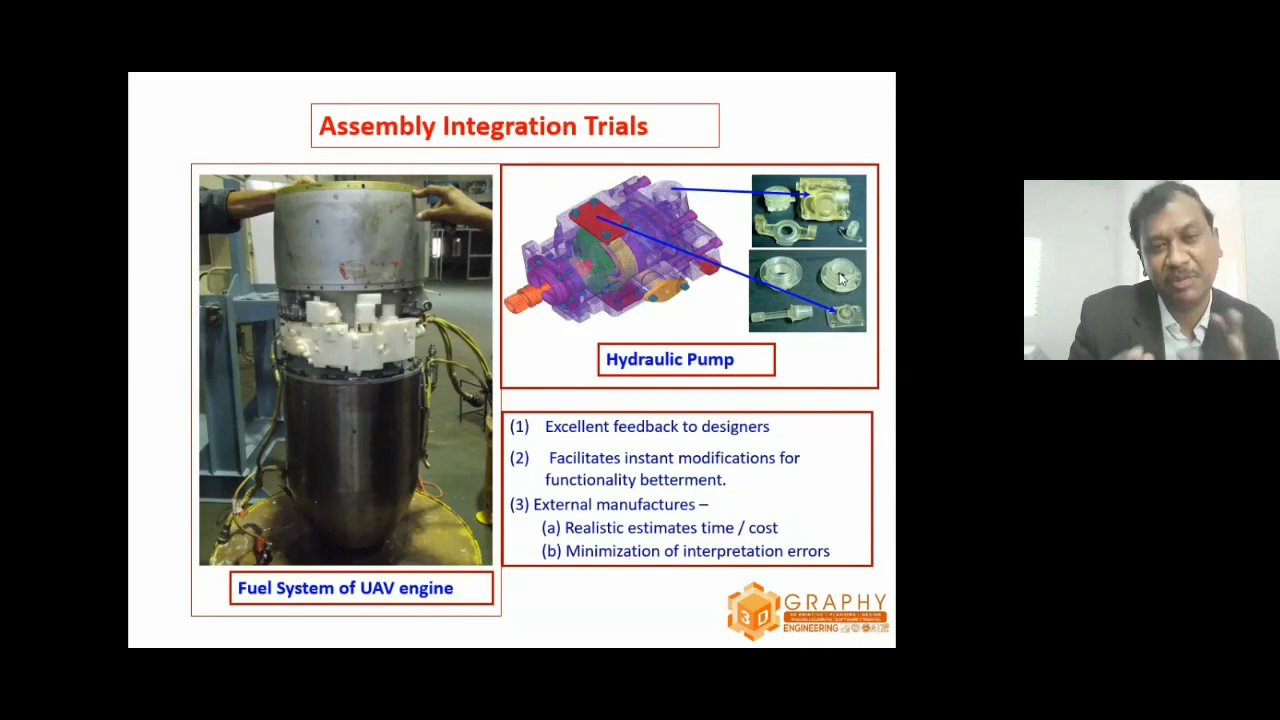 Assembly Integration Trials
Hydraulic Pump
(1) Excellent feedback to designers
(2) Facilitates instant modifications for
functionality betterment.
(3) External manufactures –
(a) Realistic estimates time / cost
(b) Minimization of interpretation errors
Fuel System of UAV engine
3D
GRAPHY
ENGINEERING